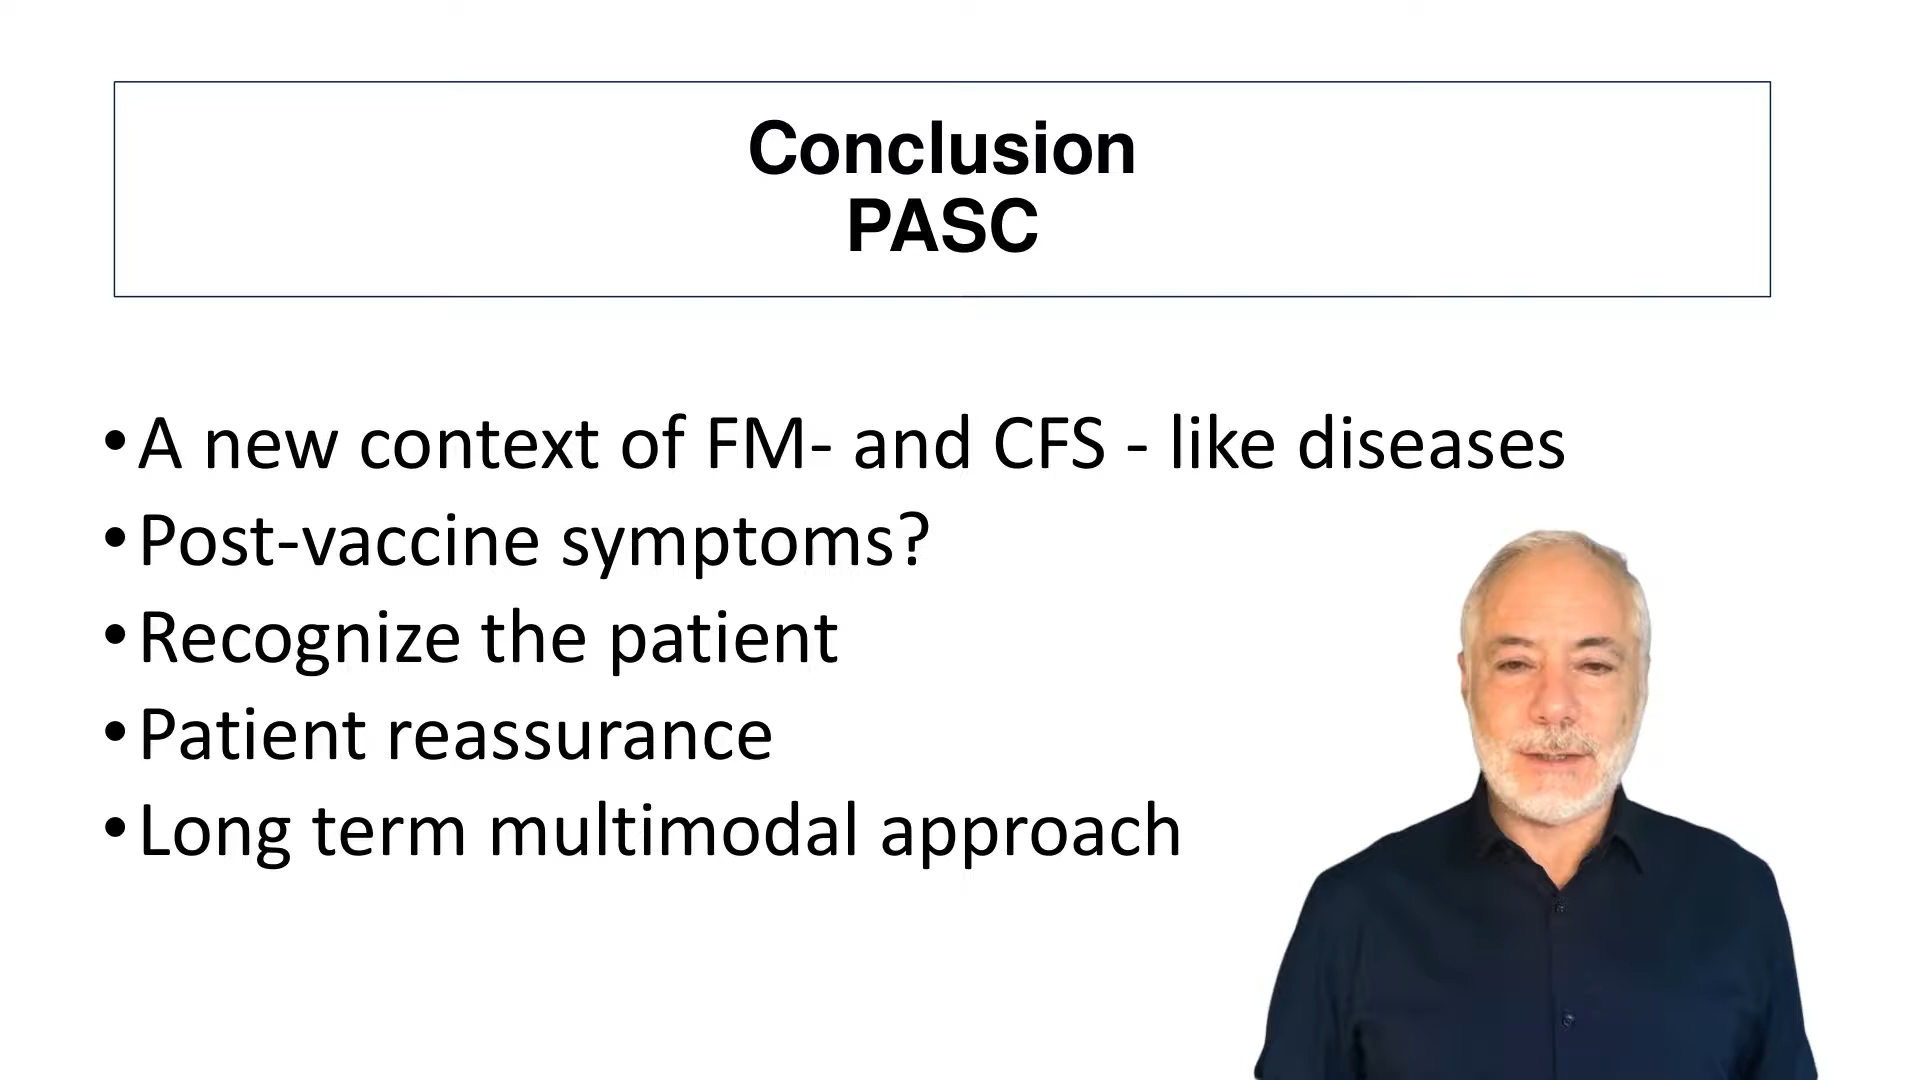 Conclusion
PASC
•A new context of FM- and CFS - like diseases
•Post-vaccine symptoms?
•Recognize the patient
•Patient reassurance
•Long term multimodal approach